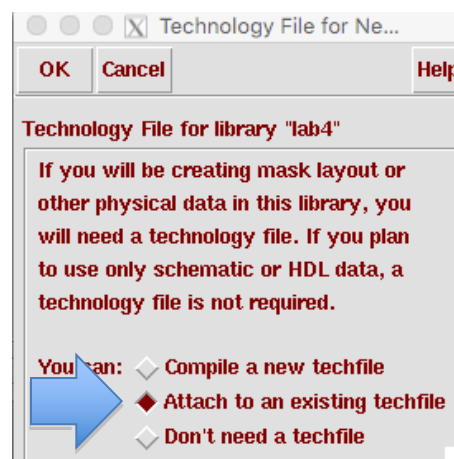 Technology File for Ne...
OK Cancel Help
Technology File for library "lab4"
If you will be creating mask layout or
other physical data in this library, you
will need a technology file. If you plan
to use only schematic or HDL data, a
technology file is not required.
You can: Compile a new techfile
Attach to an existing techfile
Don't need a techfile